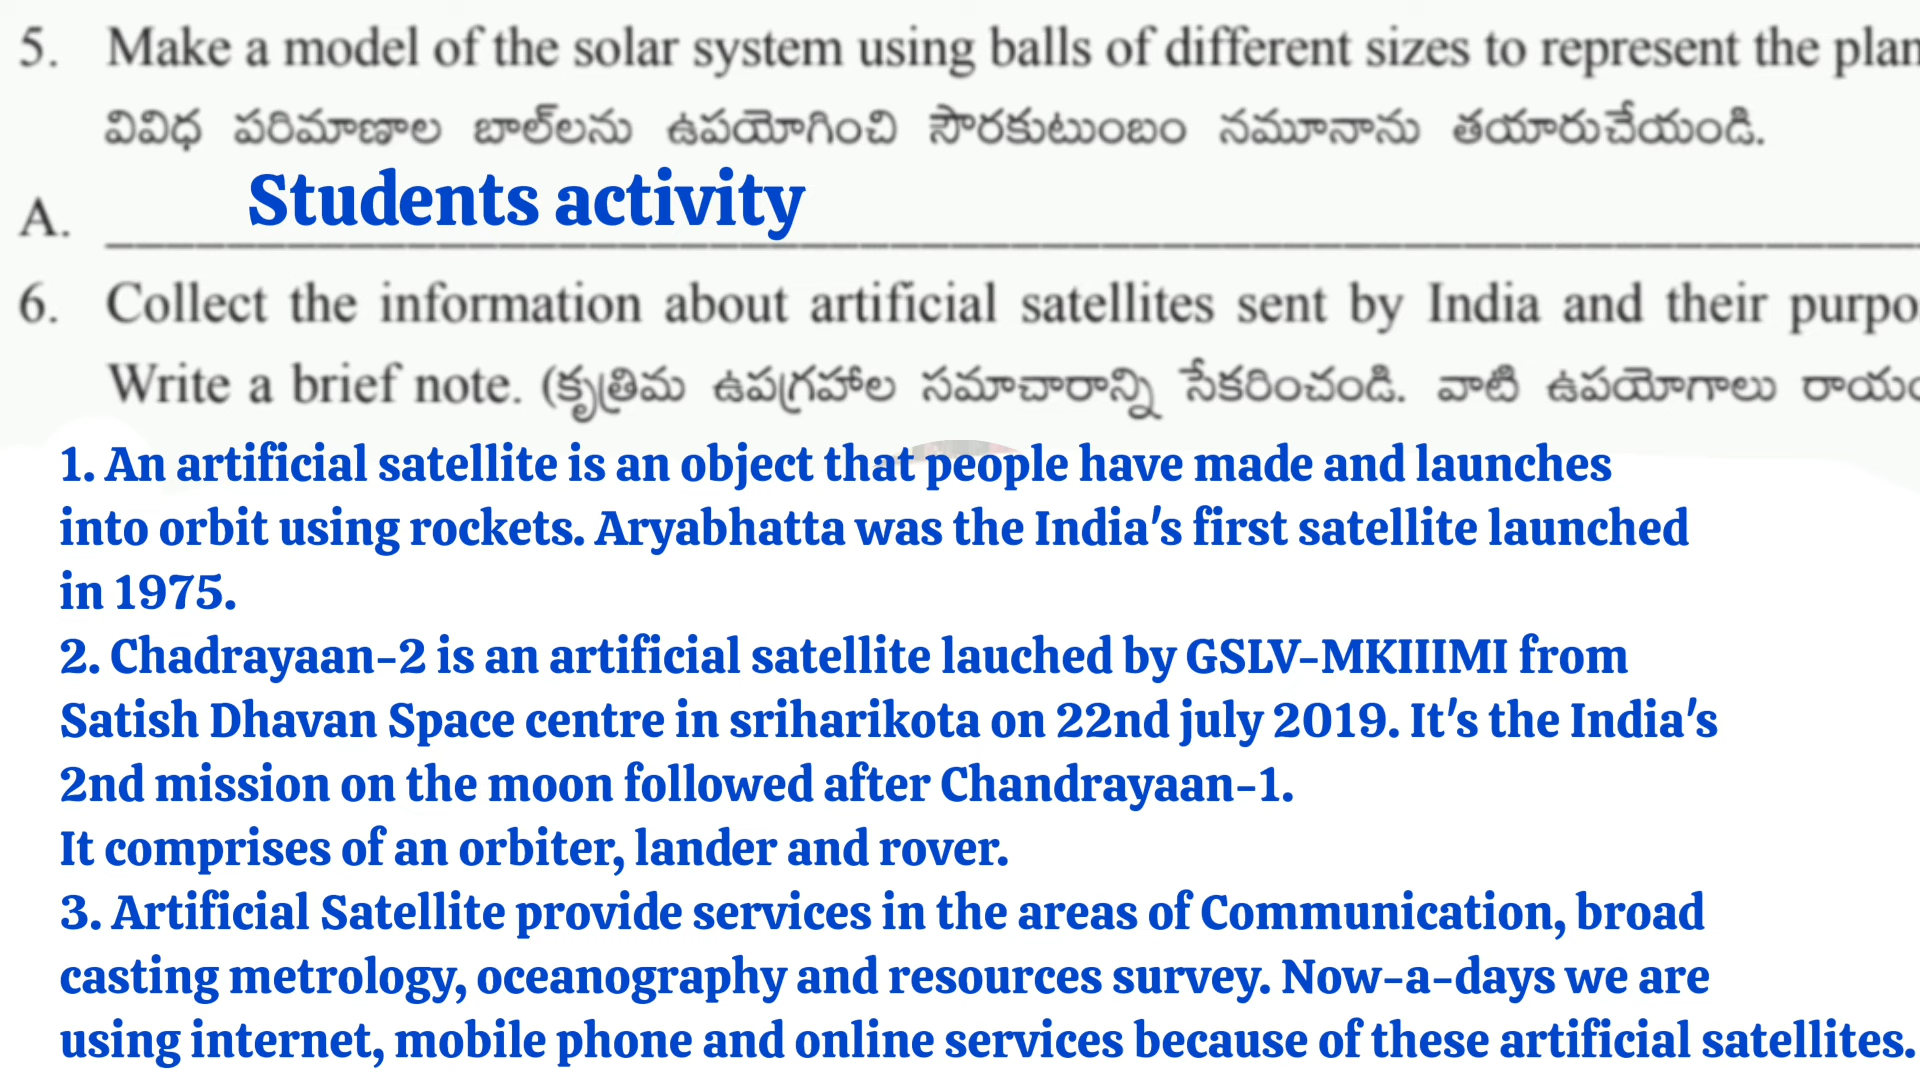 5. Make a model of the solar system using balls of different sizes to represent the
వివిధ పరిమాణాల బాల్‌లను ఉపయోగించి సౌరకుటుంబం నమూనాను తయారుచేయండి.
Students activity
A.
6. Collect the information about artificial satellites sent by India and their
Write a brief note. (కృత్రిమ ఉపగ్రహాల సమాచారాన్ని సేకరించండి. వాటి ఉపయోగాలు
1. An artificial satellite is an object that people have made and launches
into orbit using rockets. Aryabhatta was the India's first satellite launched
in 1975.
2. Chadrayaan-2 is an artificial satellite lauched by GSLV-MKIIIMI from
Satish Dhavan Space centre in sriharikota on 22nd july 2019. It's the India's
2nd mission on the moon followed after Chandrayaan-1.
It comprises of an orbiter, lander and rover.
3. Artificial Satellite provide services in the areas of Communication, broad
casting metrology, oceanography and resources survey. Now-a-days we are
using internet, mobile phone and online services because of these artificial satellites.